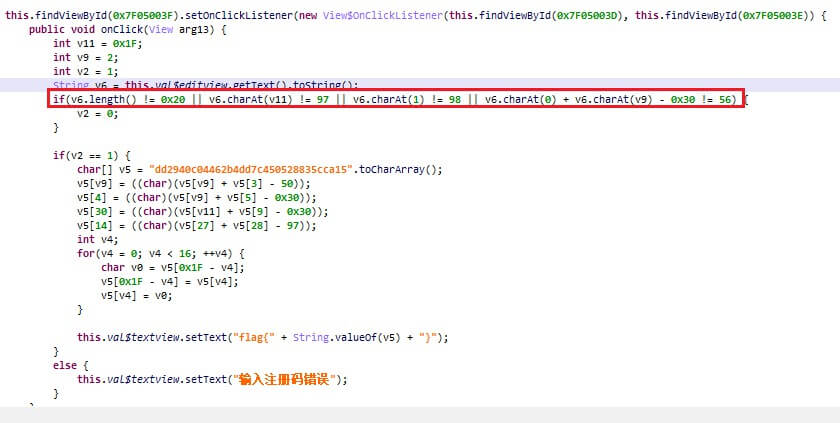 this.findViewById(0x7F05003F).setOnClickListener(new View$OnClickListener(this.findViewById(0x7F05003D), this.findViewById(0x7F05003E)) {
public void onClick(View arg13) {
int v11 = 0x1F;
int v9 = 2;
int v2 = 1;
String v6 = this.val$editview.getText().toString();
if(v6.length() != 0x20 || v6.charAt(v11) != 97 || v6.charAt(1) != 98 || v6.charAt(0) + v6.charAt(v9) - 0x30 != 56) {
v2 = 0;
}
if(v2 == 1) {
char[] v5 = "dd2940c04462b4dd7c450528835cca15".toCharArray();
v5[v9] = ((char)(v5[v9] + v5[3] - 50));
v5[4] = ((char)(v5[v9] + v5[5] - 0x30));
v5[30] = ((char)(v5[v11] + v5[9] - 0x30));
v5[14] = ((char)(v5[27] + v5[28] - 97));
int v4;
for(v4 = 0; v4 < 16; ++v4) {
char v0 = v5[0x1F - v4];
v5[0x1F - v4] = v5[v4];
v5[v4] = v0;
}
this.val$textview.setText("flag{" + String.valueOf(v5) + "}");
}
else {
this.val$textview.setText("输入注册码错误");
}